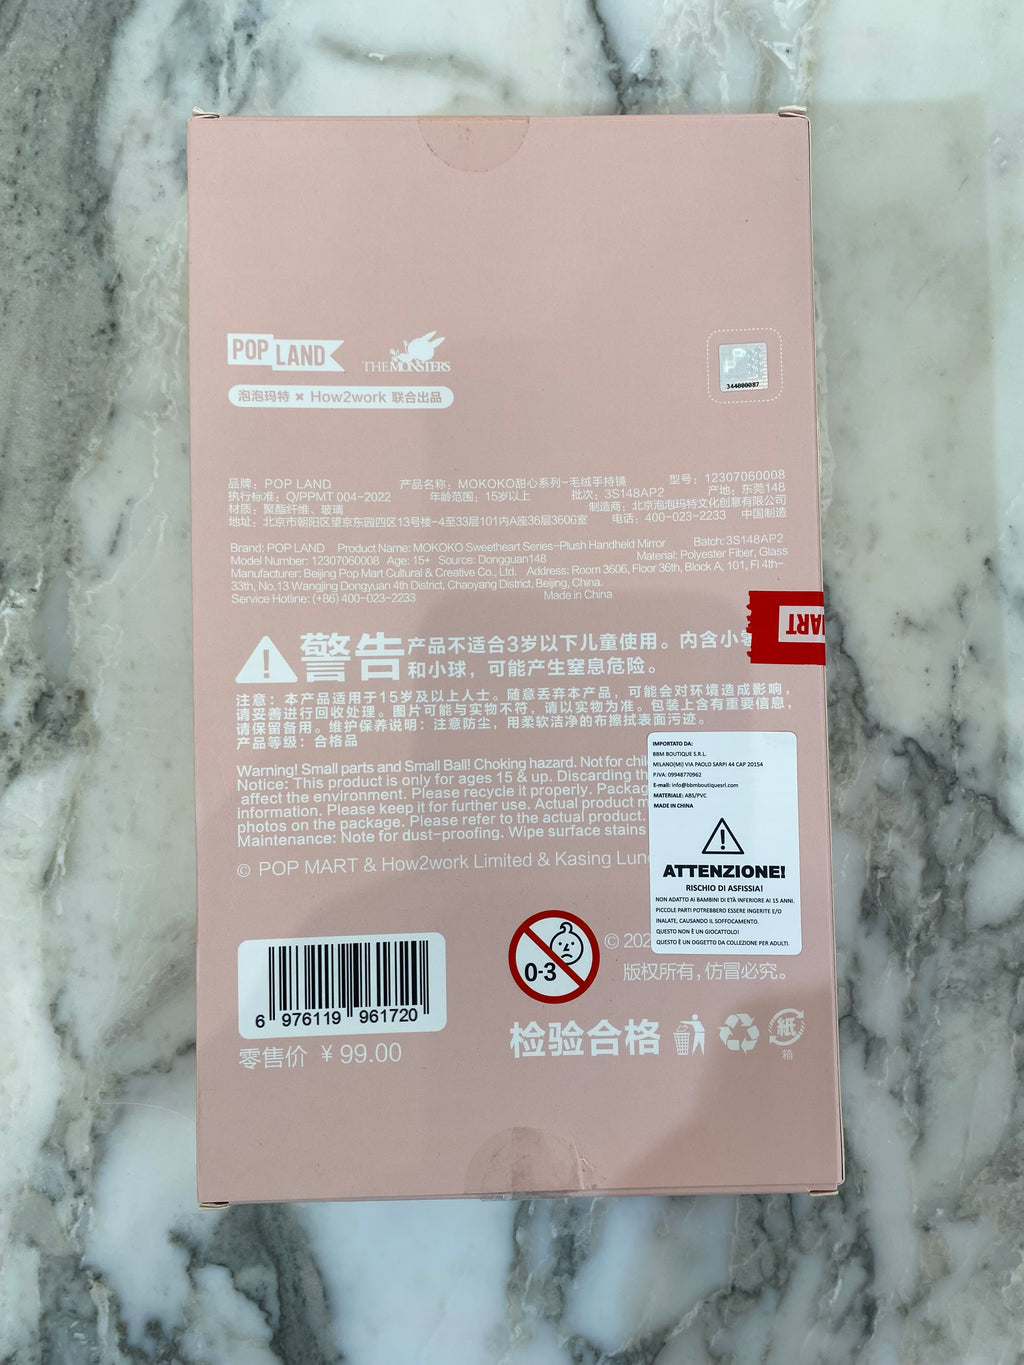 POP LAND
THE MONSTERS
泡泡玛特 × How2work 联合出品
344000087
品牌：POP LAND 产品名称：MOKOKO甜心系列-毛绒手持镜 型号：12307060008
执行标准：Q/PPMT 004-2022 年龄范围：15岁以上 批次：3S148AP2 产地：东莞148
材质：聚酯纤维、玻璃 制造商：北京泡泡玛特文化创意有限公司
地址：北京市朝阳区望京东园四区13号楼-4至33层101内A座36层3606室 电话：400-023-2233 中国制造
Brand: POP LAND Product Name: MOKOKO Sweetheart Series-Plush Handheld Mirror Batch:3S148AP2
Model Number: 12307060008 Age: 15+ Source: Dongguan148 Material: Polyester Fiber, Glass
Manufacturer: Beijing Pop Mart Cultural & Creative Co., Ltd. Address: Room 3606, Floor 36th, Block A, 101, Fl 4th-
33th, No.13 Wangjing Dongyuan 4th District, Chaoyang District, Beijing, China.
Service Hotline: (+86) 400-023-2233 Made in China
MART
警告 产品不适合3岁以下儿童使用。内含小
和小球，可能产生窒息危险。
注意：本产品适用于15岁及以上人士。随意丢弃本产品，可能会对环境造成影响，
请妥善进行回收处理。图片可能与实物不符，请以实物为准。包装上含有重要信息，
请保留备用。维护保养说明：注意防尘，用柔软洁净的布擦拭表面污迹。
产品等级：合格品
Warning! Small parts and Small Ball! Choking hazard. Not for chil
Notice: This product is only for ages 15 & up. Discarding th
affect the environment. Please recycle it properly. Packag
information. Please keep it for further use. Actual product m
photos on the package. Please refer to the actual product.
Maintenance: Note for dust-proofing. Wipe surface stains
© POP MART & How2work Limited & Kasing Lun
IMPORTATO DA:
BBM BOUTIQUE S.R.L.
MILANO(MI) VIA PAOLO SARPI 44 CAP 20154
P.IVA: 09948770962
E-mail: info@bbmboutiquesrl.com
MATERIALE: ABS/PVC
MADE IN CHINA
ATTENZIONE!
RISCHIO DI ASFISSIA!
NON ADATTO AI BAMBINI DI ETÀ INFERIORE AI 15 ANNI.
PICCOLE PARTI POTREBBERO ESSERE INGERITE E/O
INALATE, CAUSANDO IL SOFFOCAMENTO.
QUESTO NON È UN GIOCATTOLO!
QUESTO È UN OGGETTO DA COLLEZIONE PER ADULTI.
0-3
© 202
版权所有，仿冒必究。
6 976119 961720
零售价 ¥ 99.00
检验合格
紙
箱